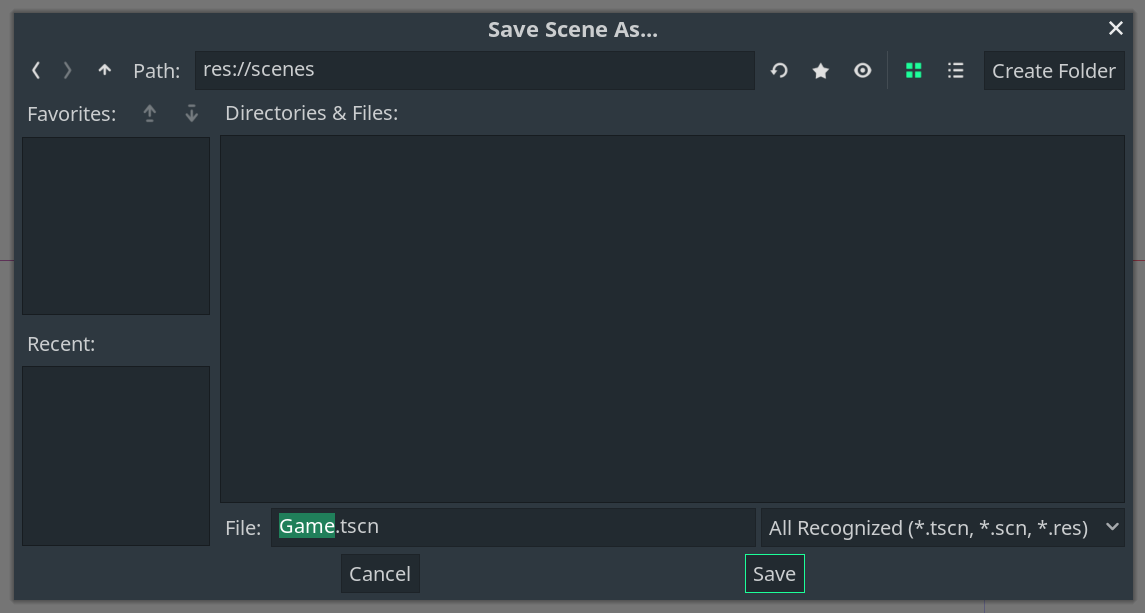 Save Scene As...
Path: res://scenes Create Folder
Favorites: Directories & Files:
Recent:
File: Game.tscn All Recognized (*.tscn, *.scn, *.res)
Cancel Save